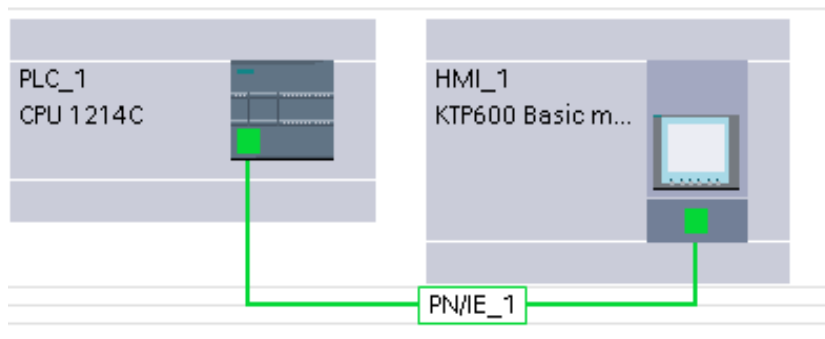 PLC_1
CPU 1214C
HMI_1
KTP600 Basic m...
PN/IE_1